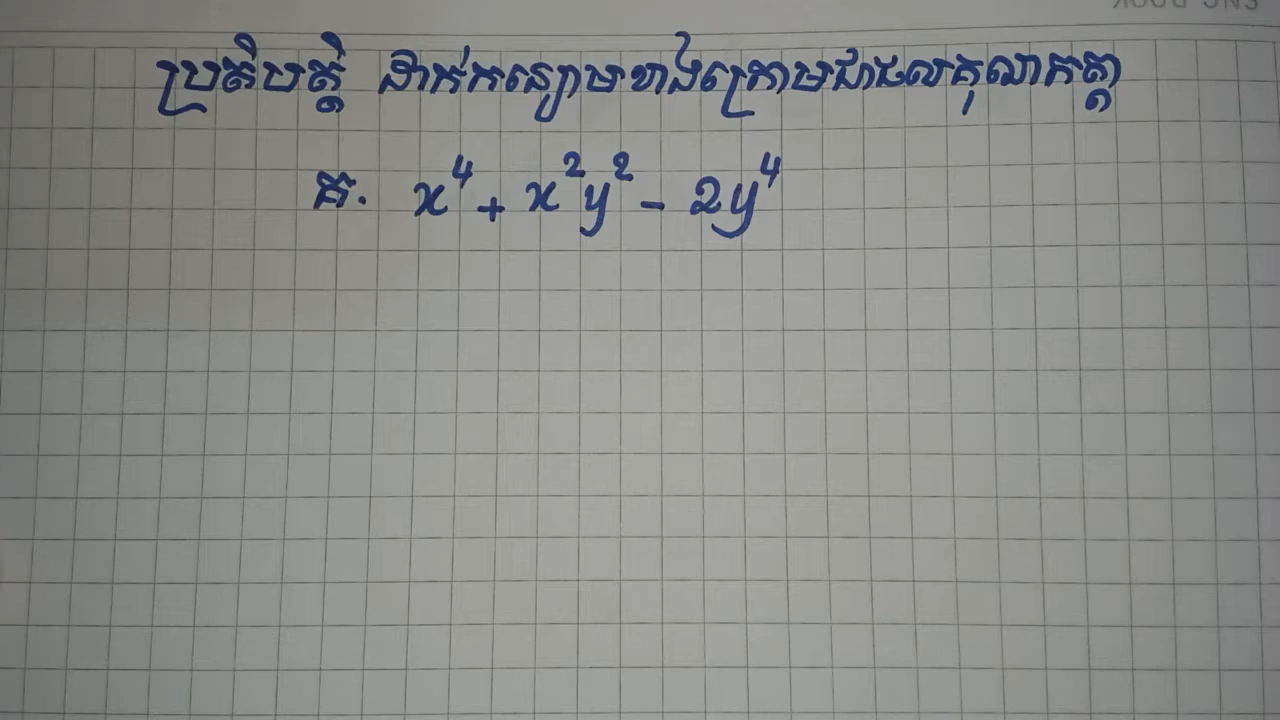 ប្រតិបត្តិ ដាក់កន្សោមខាងក្រោមជាផលគុណកត្តា
គ. x⁴ + x²y² - 2y⁴